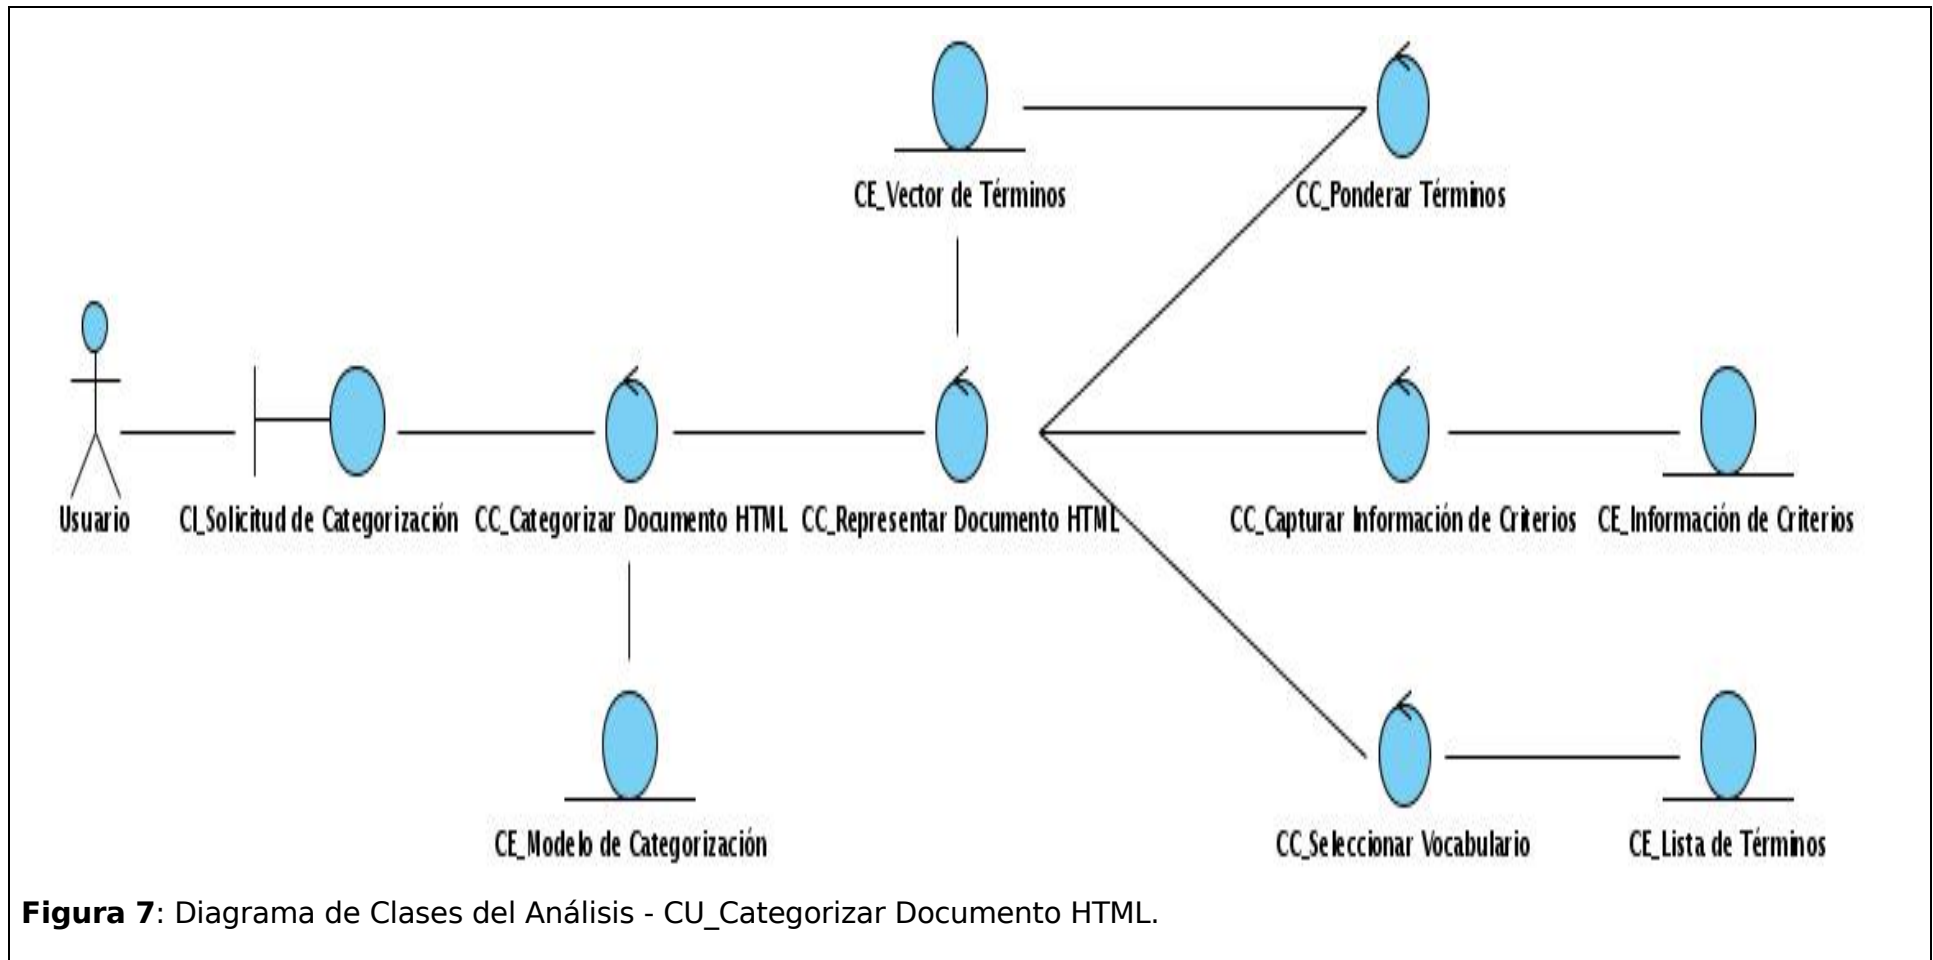 CE_Vector de Términos
CC_Ponderar Términos
Usuario
CI_Solicitud de Categorización
CC_Categorizar Documento HTML
CC_Representar Documento HTML
CC_Capturar Información de Criterios
CE_Información de Criterios
CE_Modelo de Categorización
CC_Seleccionar Vocabulario
CE_Lista de Términos
Figura 7: Diagrama de Clases del Análisis - CU_Categorizar Documento HTML.